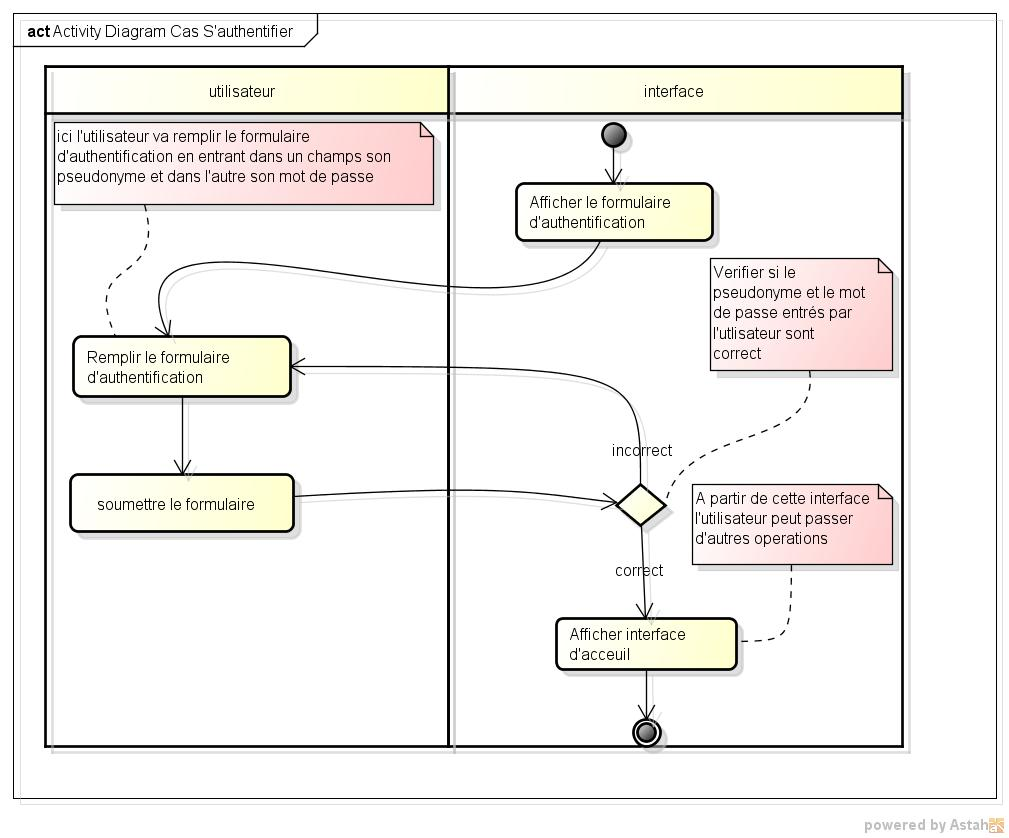 act Activity Diagram Cas S'authentifier
utilisateur
interface
ici l'utilisateur va remplir le formulaire
d'authentification en entrant dans un champs son
pseudonyme et dans l'autre son mot de passe
Afficher le formulaire
d'authentification
Verifier si le
pseudonyme et le mot
de passe entrés par
l'utlisateur sont
correct
Remplir le formulaire
d'authentification
incorrect
soumettre le formulaire
A partir de cette interface
l'utilisateur peut passer
d'autres operations
correct
Afficher interface
d'acceuil
powered by Astah